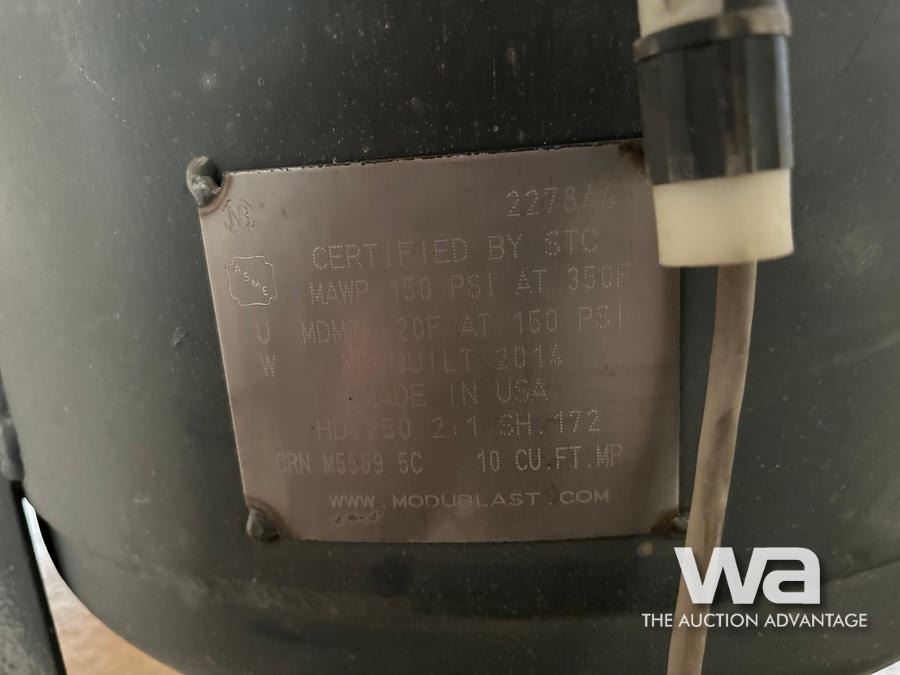 NB
227844
CERTIFIED BY STC
ASME
MAWP 150 PSI AT 350F
U MDMT 20F AT 150 PSI
W BUILT 2014
MADE IN USA
2:1 SH.172
CRN M5569.5C 10 CU.FT.MP
WWW.MODUBLAST.COM
wa
THE AUCTION ADVANTAGE